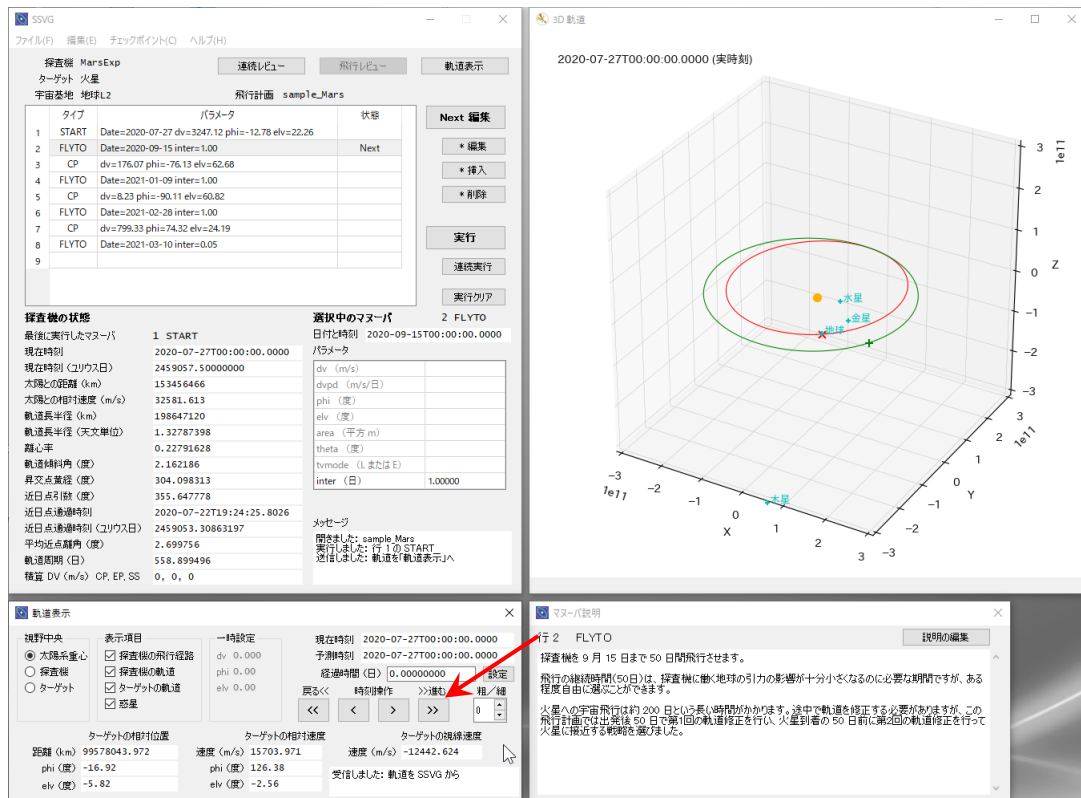 SSVG
ファイル(F) 編集(E) チェックポイント(C) ヘルプ(H)
探査機 MarsExp
ターゲット 火星
宇宙基地 地球L2
連続レビュー 飛行レビュー 軌道表示
飛行計画 sample_Mars
タイプ パラメータ 状態
1 START Date=2020-07-27 dv=3247.12 phi=-12.78 elv=22.26
2 FLYTO Date=2020-09-15 inter=1.00 Next
3 CP dv=176.07 phi=-76.13 elv=62.68
4 FLYTO Date=2021-01-09 inter=1.00
5 CP dv=8.23 phi=-90.11 elv=60.82
6 FLYTO Date=2021-02-28 inter=1.00
7 CP dv=799.33 phi=74.32 elv=24.19
8 FLYTO Date=2021-03-10 inter=0.05
9
Next 編集
* 編集
* 挿入
* 削除
実行
連続実行
実行クリア
探査機の状態
最後に実行したマヌーバ 1 START
現在時刻 2020-07-27T00:00:00.0000
現在時刻 (ユリウス日) 2459057.50000000
太陽との距離 (km) 153456466
太陽との相対速度 (m/s) 32581.613
軌道長半径 (km) 198647120
軌道長半径 (天文単位) 1.32787398
離心率 0.22791628
軌道傾斜角 (度) 2.162186
昇交点黄経 (度) 304.098313
近日点引数 (度) 355.647778
近日点通過時刻 2020-07-22T19:24:25.8026
近日点通過時刻 (ユリウス日) 2459053.30863197
平均近点離角 (度) 2.699756
軌道周期 (日) 558.899496
積算 DV (m/s) CP, EP, SS 0, 0, 0
選択中のマヌーバ 2 FLYTO
日付と時刻 2020-09-15T00:00:00.0000
パラメータ
dv (m/s)
dvpd (m/s/日)
phi (度)
elv (度)
area (平方 m)
theta (度)
tvmode (L または E)
inter (日) 1.00000
メッセージ
開きました: sample_Mars
実行しました: 行 1 の START
送信しました: 軌道を「軌道表示」へ
3D 軌道
2020-07-27T00:00:00.0000 (実時刻)
水星
金星
地球
木星
3
2
1
0
−1
−2
−3
1e11
Z
−3
−2
−1
0
1
2
3
1e11
X
−3
−2
−1
0
1
2
3
1e11
Y
軌道表示
視野中央 表示項目 一時設定
太陽系重心
探査機
ターゲット
探査機の飛行経路
探査機の軌道
ターゲットの軌道
惑星
dv 0.000
phi 0.00
elv 0.00
現在時刻 2020-07-27T00:00:00.0000
予測時刻 2020-07-27T00:00:00.0000
経過時間 (日) 0.00000000 設定
戻る<< 時刻操作 >>進む 粗/細
<< < > >> 0
ターゲットの相対位置 ターゲットの相対速度 ターゲットの視線速度
距離 (km) 99578043.972 速度 (m/s) 15703.971 速度 (m/s) -12442.624
phi (度) -16.92 phi (度) 126.38
elv (度) -5.82 elv (度) -2.56
受信しました: 軌道を SSVG から
マヌーバ説明
行 2 FLYTO 説明の編集
探査機を 9 月 15 日まで 50 日間飛行させます。
飛行の継続時間(50日)は、探査機に働く地球の引力の影響が十分小さくなるのに必要な期間ですが、ある
程度自由に選ぶことができます。
火星への宇宙飛行は約 200 日という長い時間がかかります。途中で軌道を修正する必要がありますが、この
飛行計画では出発後 50 日で第1回の軌道修正を行い、火星到着の 50 日前に第2回の軌道修正を行って
火星に接近する戦略を選びました。